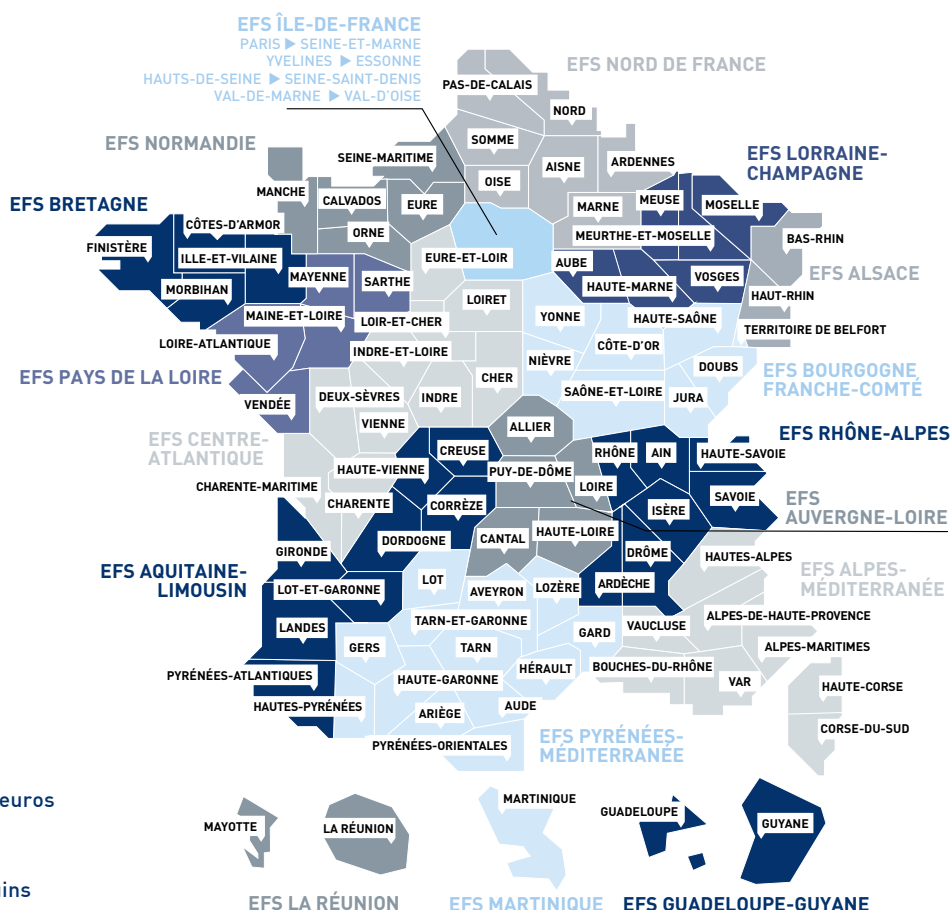 EFS ÎLE-DE-FRANCE
PARIS ▶ SEINE-ET-MARNE
YVELINES ▶ ESSONNE
HAUTS-DE-SEINE ▶ SEINE-SAINT-DENIS
VAL-DE-MARNE ▶ VAL-D'OISE
EFS NORD DE FRANCE
PAS-DE-CALAIS
NORD
SOMME
EFS NORMANDIE
SEINE-MARITIME
AISNE
ARDENNES
EFS LORRAINE-
CHAMPAGNE
OISE
MANCHE
CALVADOS
EURE
MARNE
MEUSE
MOSELLE
EFS BRETAGNE
CÔTES-D'ARMOR
ORNE
MEURTHE-ET-MOSELLE
BAS-RHIN
FINISTÈRE
ILLE-ET-VILAINE
EURE-ET-LOIR
AUBE
EFS ALSACE
MORBIHAN
MAYENNE
SARTHE
HAUTE-MARNE
VOSGES
HAUT-RHIN
LOIRET
MAINE-ET-LOIRE
LOIR-ET-CHER
YONNE
HAUTE-SAÔNE
TERRITOIRE DE BELFORT
LOIRE-ATLANTIQUE
INDRE-ET-LOIRE
CÔTE-D'OR
NIÈVRE
DOUBS
EFS BOURGOGNE
FRANCHE-COMTÉ
EFS PAYS DE LA LOIRE
CHER
VENDÉE
DEUX-SÈVRES
INDRE
SAÔNE-ET-LOIRE
JURA
VIENNE
ALLIER
EFS RHÔNE-ALPES
EFS CENTRE-
ATLANTIQUE
CREUSE
RHÔNE
AIN
HAUTE-SAVOIE
HAUTE-VIENNE
PUY-DE-DÔME
CHARENTE-MARITIME
LOIRE
SAVOIE
CHARENTE
CORRÈZE
ISÈRE
EFS
AUVERGNE-LOIRE
DORDOGNE
CANTAL
HAUTE-LOIRE
GIRONDE
DRÔME
HAUTES-ALPES
EFS AQUITAINE-
LIMOUSIN
LOT
LOZÈRE
ARDÈCHE
EFS ALPES-
MÉDITERRANÉE
LOT-ET-GARONNE
AVEYRON
LANDES
TARN-ET-GARONNE
GARD
VAUCLUSE
ALPES-DE-HAUTE-PROVENCE
GERS
TARN
ALPES-MARITIMES
PYRÉNÉES-ATLANTIQUES
HAUTE-GARONNE
HÉRAULT
BOUCHES-DU-RHÔNE
VAR
HAUTE-CORSE
HAUTES-PYRÉNÉES
ARIÈGE
AUDE
CORSE-DU-SUD
PYRÉNÉES-ORIENTALES
EFS PYRÉNÉES-
MÉDITERRANÉE
euros
MAYOTTE
LA RÉUNION
MARTINIQUE
GUADELOUPE
GUYANE
EFS LA RÉUNION
EFS MARTINIQUE
EFS GUADELOUPE-GUYANE